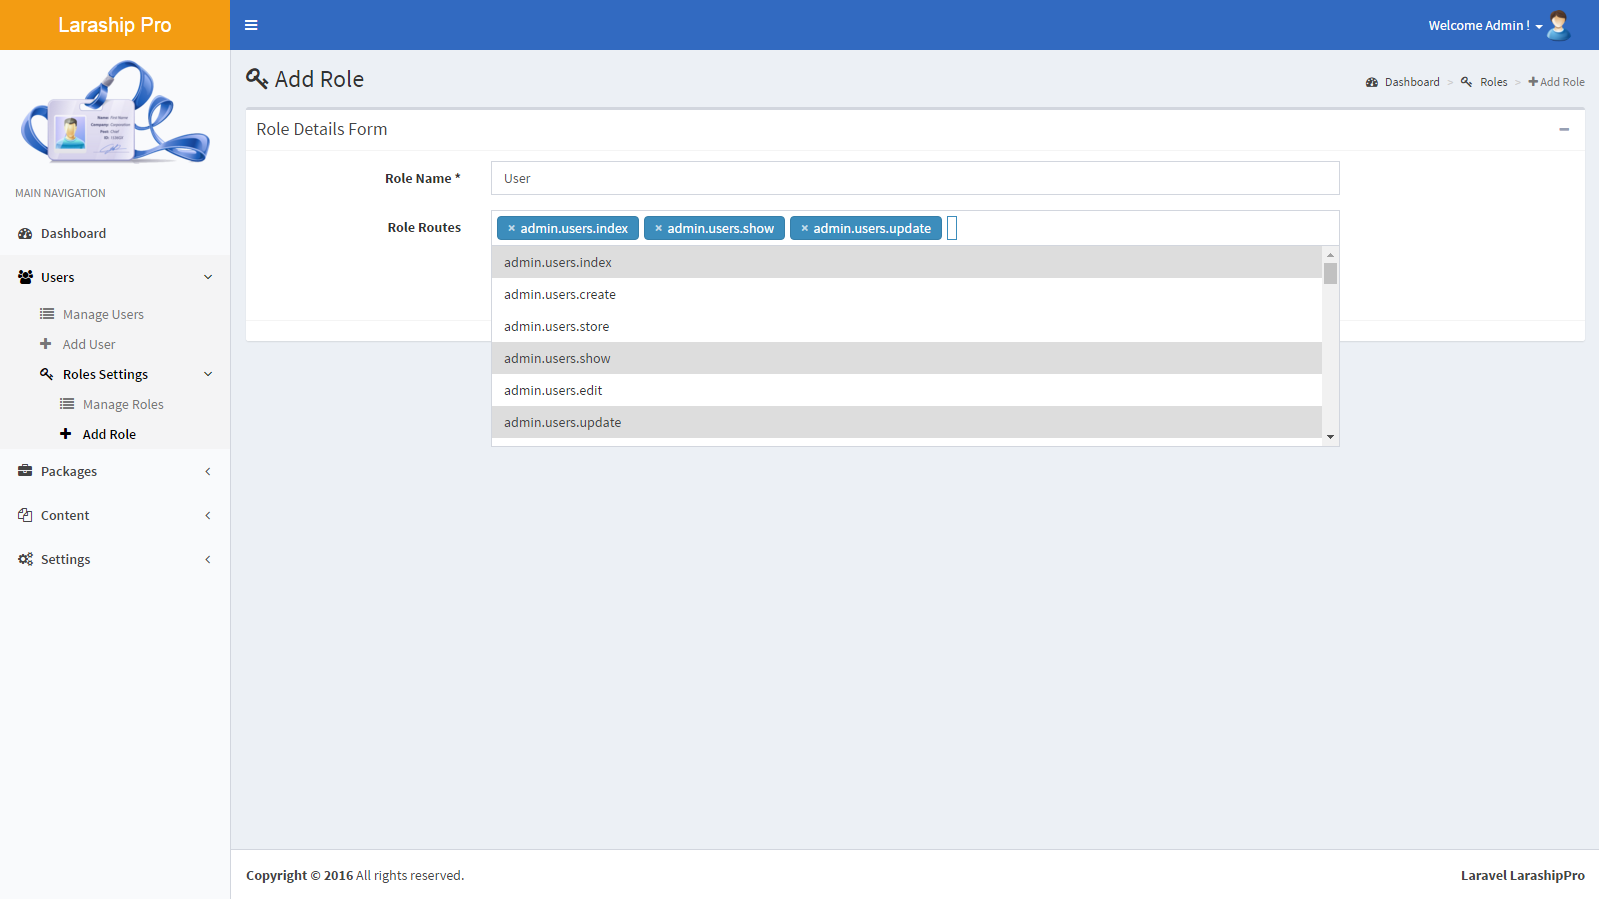 Laraship Pro
Welcome Admin !
Name: First Name
Company: Corporation
Post: Chief
MAIN NAVIGATION
Dashboard
Users
Manage Users
Add User
Roles Settings
Manage Roles
Add Role
Packages
Content
Settings
Add Role
Dashboard > Roles > Add Role
Role Details Form
Role Name * User
Role Routes × admin.users.index × admin.users.show × admin.users.update
admin.users.index
admin.users.create
admin.users.store
admin.users.show
admin.users.edit
admin.users.update
Copyright © 2016 All rights reserved.
Laravel LarashipPro